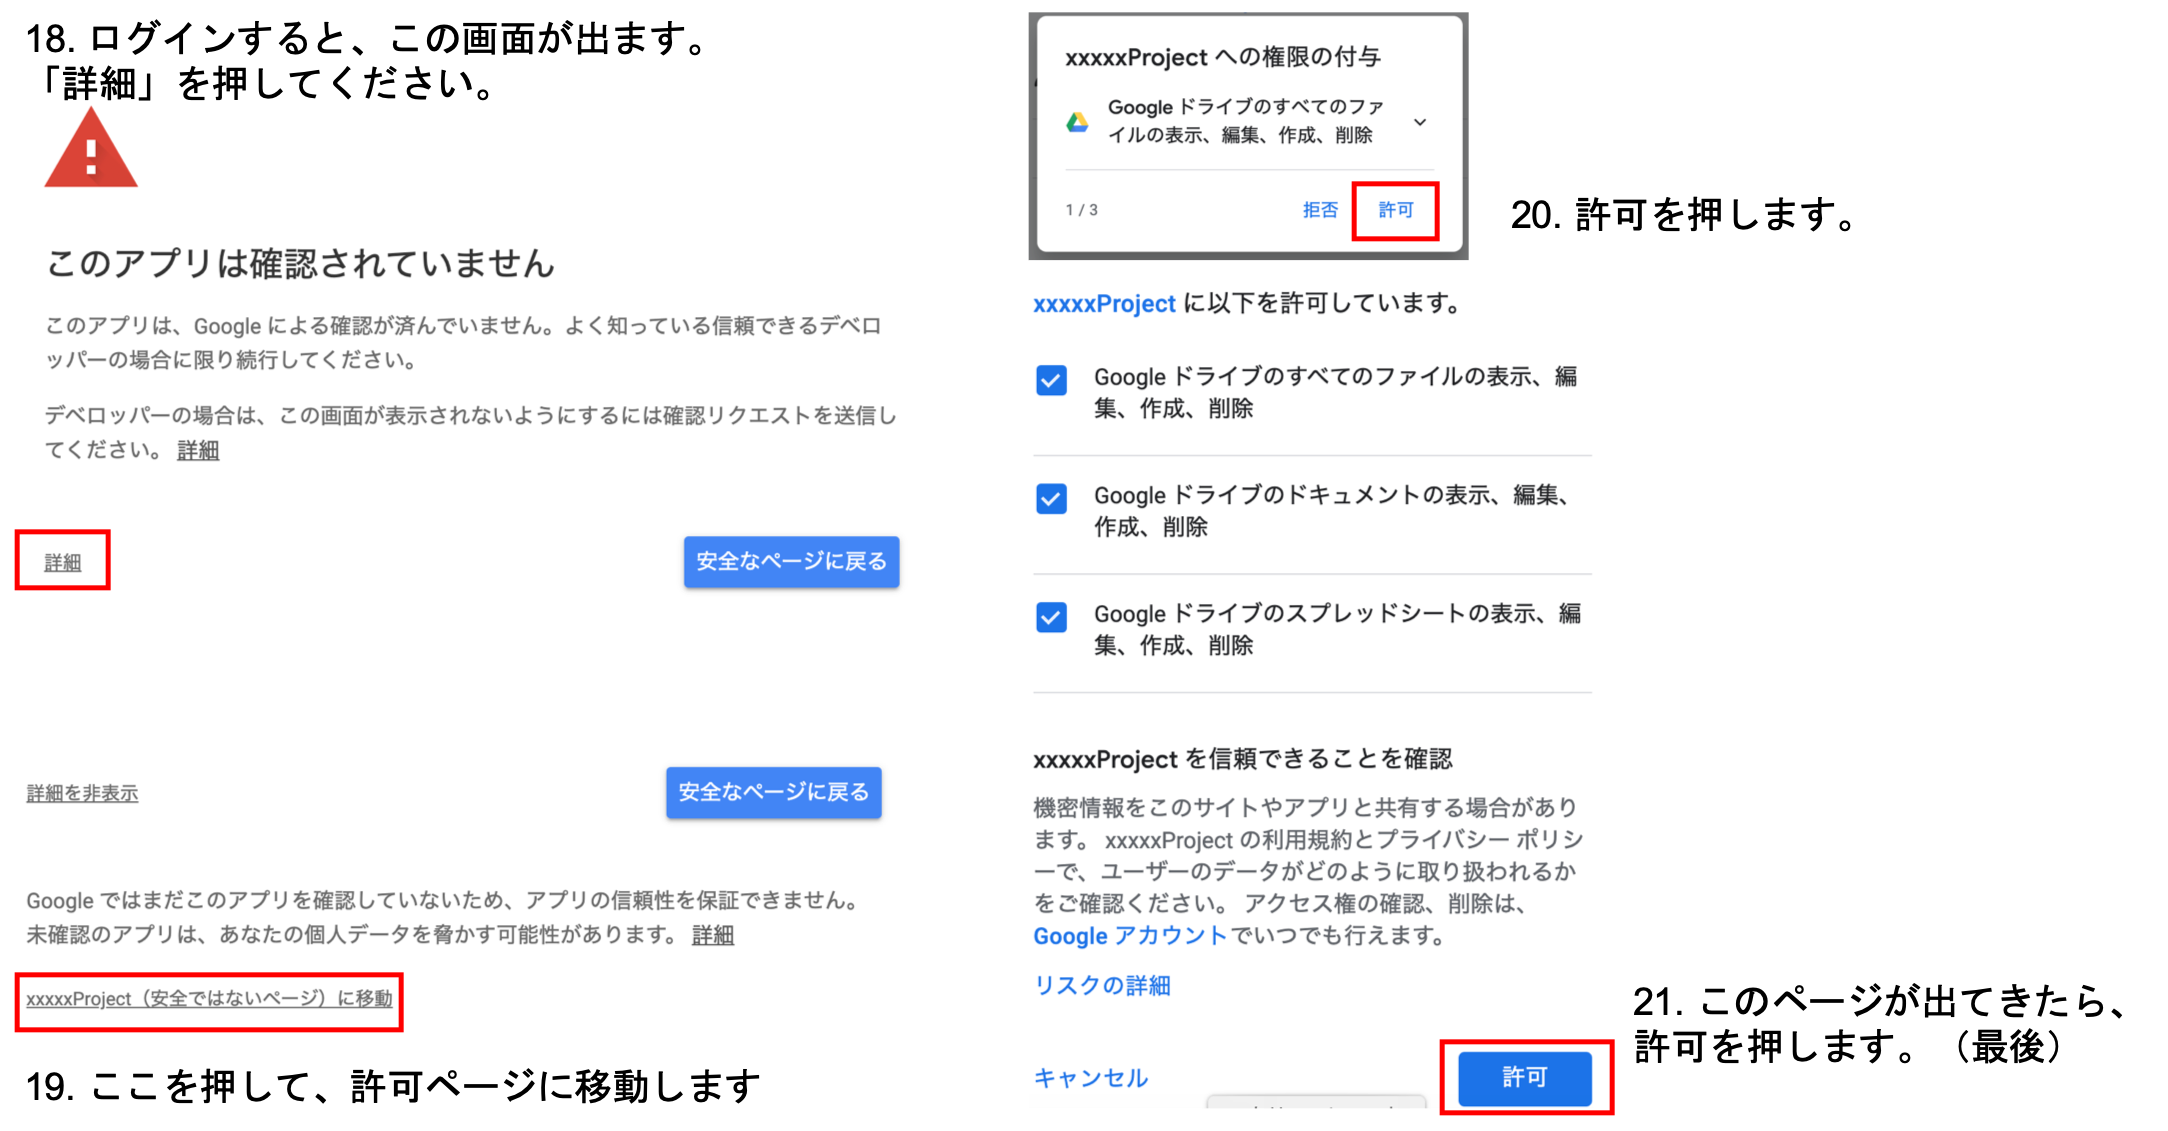 18. ログインすると、この画面が出ます。
「詳細」を押してください。
このアプリは確認されていません
このアプリは、Google による確認が済んでいません。よく知っている信頼できるデベロ
ッパーの場合に限り続行してください。
デベロッパーの場合は、この画面が表示されないようにするには確認リクエストを送信し
てください。 詳細
詳細
安全なページに戻る
詳細を非表示
安全なページに戻る
Google ではまだこのアプリを確認していないため、アプリの信頼性を保証できません。
未確認のアプリは、あなたの個人データを脅かす可能性があります。 詳細
xxxxxProject（安全ではないページ）に移動
19. ここを押して、許可ページに移動します
xxxxxProject への権限の付与
Google ドライブのすべてのファ
イルの表示、編集、作成、削除
1 / 3
拒否
許可
20. 許可を押します。
xxxxxProject に以下を許可しています。
Google ドライブのすべてのファイルの表示、編
集、作成、削除
Google ドライブのドキュメントの表示、編集、
作成、削除
Google ドライブのスプレッドシートの表示、編
集、作成、削除
xxxxxProject を信頼できることを確認
機密情報をこのサイトやアプリと共有する場合があり
ます。 xxxxxProject の利用規約とプライバシー ポリシ
ーで、ユーザーのデータがどのように取り扱われるか
をご確認ください。 アクセス権の確認、削除は、
Google アカウントでいつでも行えます。
リスクの詳細
キャンセル
許可
21. このページが出てきたら、
許可を押します。（最後）